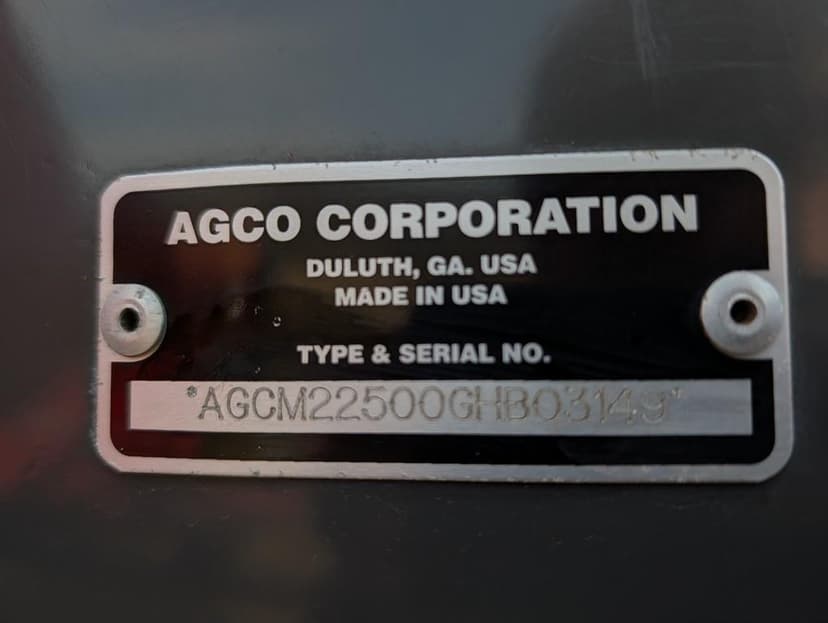 AGCO CORPORATION
DULUTH, GA. USA
MADE IN USA
TYPE & SERIAL NO.
*AGCM22500GHB03149*